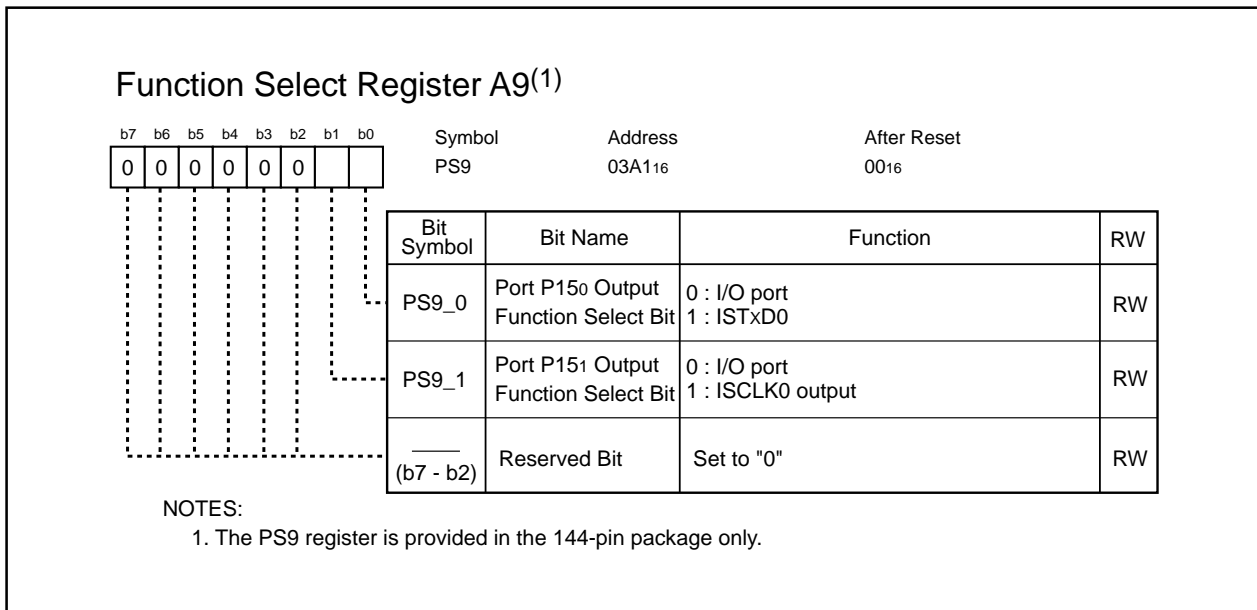 Function Select Register A9(1)
b7 b6 b5 b4 b3 b2 b1 b0
Symbol Address After Reset
0 0 0 0 0 0
PS9 03A116 0016
Bit Symbol Bit Name Function RW
PS9_0 Port P150 Output Function Select Bit 0 : I/O port 1 : ISTxD0 RW
PS9_1 Port P151 Output Function Select Bit 0 : I/O port 1 : ISCLK0 output RW
(b7 - b2) Reserved Bit Set to "0" RW
NOTES:
1. The PS9 register is provided in the 144-pin package only.